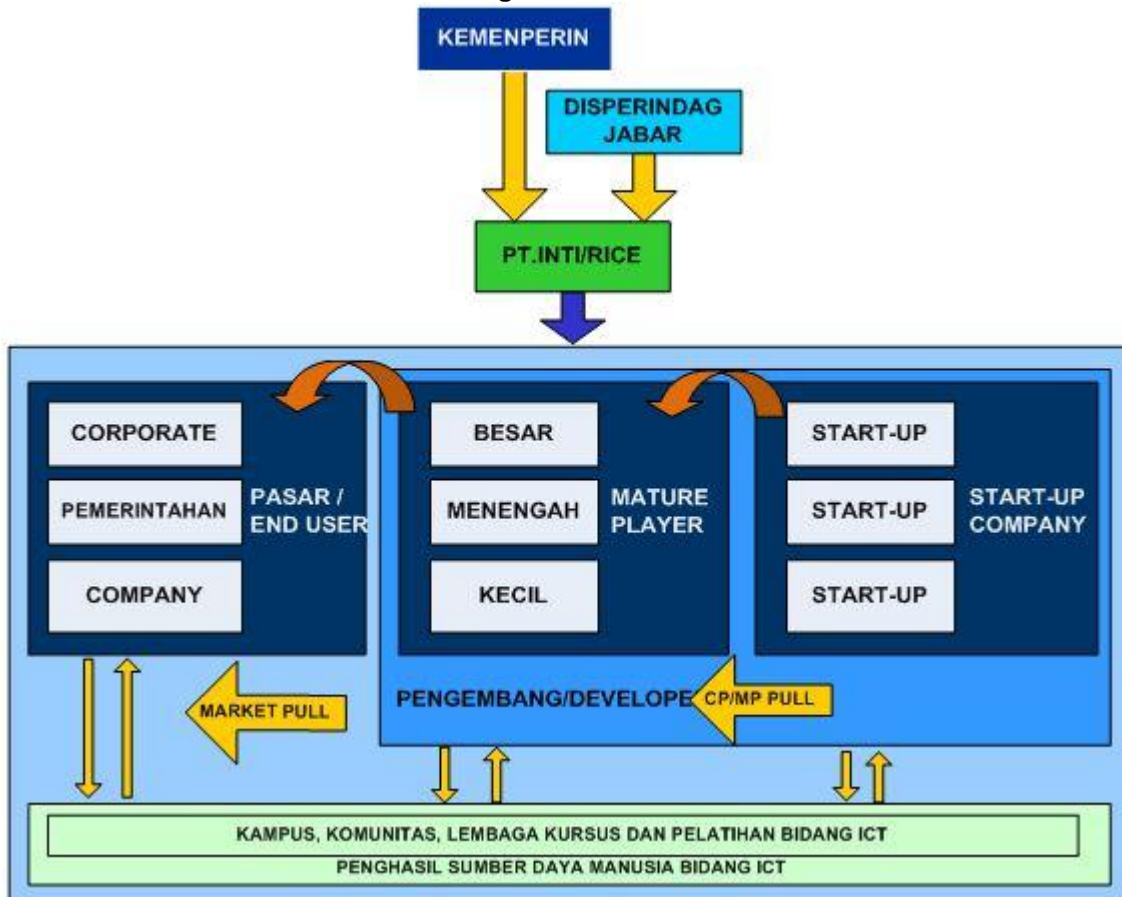 KEMENPERIN
DISPERINDAG
JABAR
PT.INTI/RICE
CORPORATE
PEMERINTAHAN
COMPANY
PASAR /
END USER
BESAR
MENENGAH
KECIL
MATURE
PLAYER
START-UP
START-UP
START-UP
START-UP
COMPANY
MARKET PULL
PENGEMBANG/DEVELOPE
CP/MP PULL
KAMPUS, KOMUNITAS, LEMBAGA KURSUS DAN PELATIHAN BIDANG ICT
PENGHASIL SUMBER DAYA MANUSIA BIDANG ICT